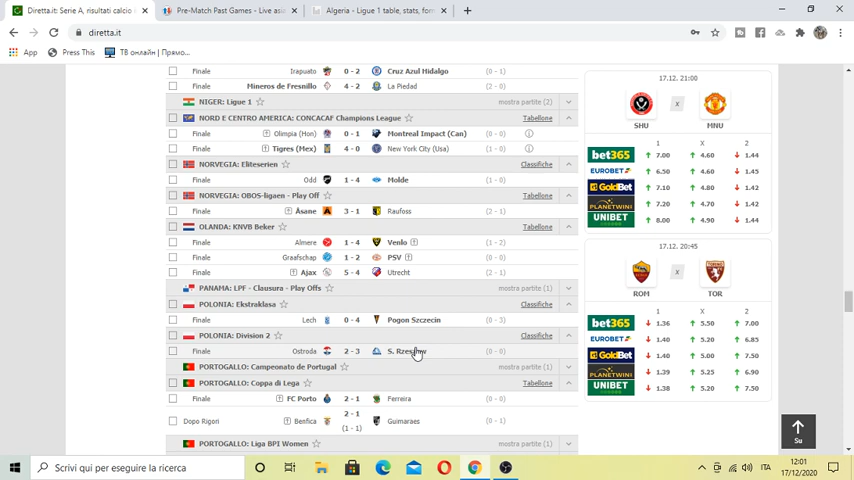 Diretta.it: Serie A, risultati calcio
Pre-Match Past Games - Live asi
Algeria - Ligue 1 table, stats, for
diretta.it
App
Press This
ТВ онлайн | Прямо...
Finale Irapuato 0 - 2 Cruz Azul Hidalgo (0 - 1)
Finale Mineros de Fresnillo 4 - 2 La Piedad (2 - 0)
NIGER: Ligue 1 mostra partite (2)
NORD E CENTRO AMERICA: CONCACAF Champions League Tabellone
Olimpia (Hon) 0 - 1 Montreal Impact (Can) (0 - 0)
Tigres (Mex) 4 - 0 New York City (Usa) (1 - 0)
NORVEGIA: Eliteserien Classifiche
Finale Odd 1 - 4 Molde (1 - 0)
NORVEGIA: OBOS-ligaen - Play Off Tabellone
Åsane 3 - 1 Raufoss (2 - 1)
OLANDA: KNVB Beker Tabellone
Almere 1 - 4 Venlo (1 - 2)
Graafschap 1 - 2 PSV (0 - 0)
Ajax 5 - 4 Utrecht (2 - 1)
PANAMA: LPF - Clausura - Play Offs mostra partite (1)
POLONIA: Ekstraklasa Classifiche
Finale Lech 0 - 4 Pogon Szczecin (0 - 3)
POLONIA: Division 2 Classifiche
Finale Ostroda 2 - 3 S. Rzeszow (0 - 0)
PORTOGALLO: Campeonato de Portugal mostra partite (1)
PORTOGALLO: Coppa di Lega Tabellone
Finale FC Porto 2 - 1 Ferreira (0 - 0)
Dopo Rigori Benfica 2 - 1 (1 - 1) Guimaraes (0 - 1)
PORTOGALLO: Liga BPI Women mostra partite (1)
17.12. 21:00
SHU x MNU
1 X 2
bet365 7.00 4.60 1.44
EUROBET 6.50 4.60 1.45
GoldBet 7.10 4.80 1.42
PLANETWIN 7.20 4.70 1.42
UNIBET 8.00 4.90 1.44
17.12. 20:45
ROM x TOR
1 X 2
bet365 1.36 5.50 7.00
EUROBET 1.40 5.20 6.85
GoldBet 1.40 5.00 7.50
PLANETWIN 1.39 5.25 6.90
UNIBET 1.38 5.20 7.50
Su
Scrivi qui per eseguire la ricerca
ITA
12:01
17/12/2020